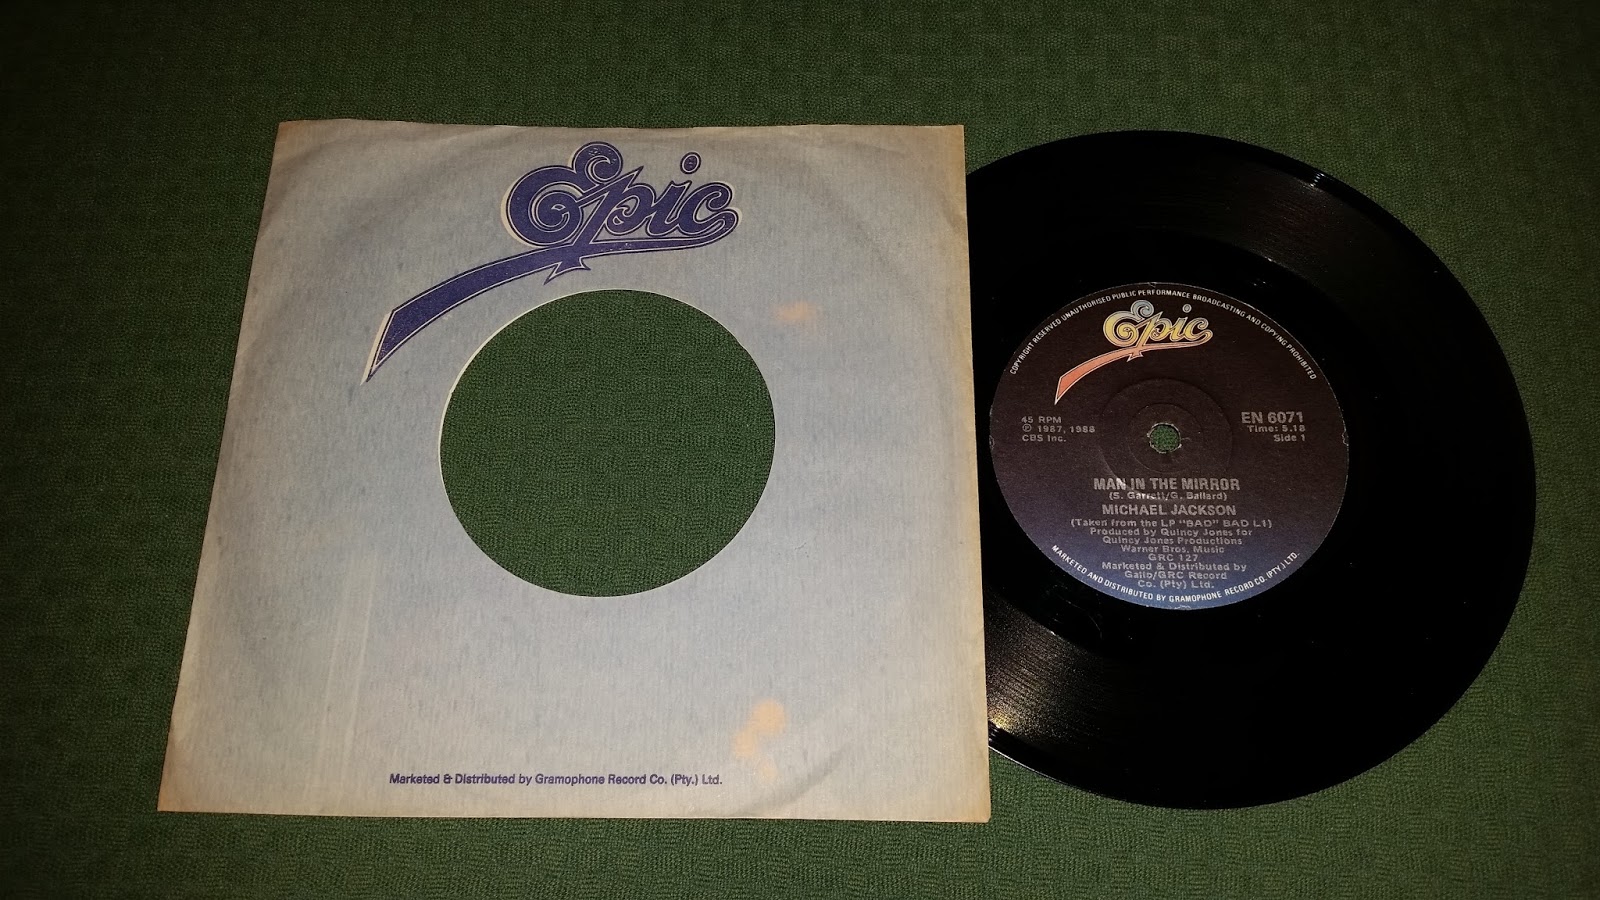 Epic
Marketed & Distributed by Gramophone Record Co. (Pty.) Ltd.
COPYRIGHT RESERVED UNAUTHORISED PUBLIC PERFORMANCE BROADCASTING AND COPYING PROHIBITED
Epic
45 RPM
℗ 1987, 1988
CBS Inc.
EN 6071
Time: 5.18
Side 1
MAN IN THE MIRROR
(S. Garrett/G. Ballard)
MICHAEL JACKSON
(Taken from the LP "BAD" BAD L1)
Produced by Quincy Jones for
Quincy Jones Productions
Warner Bros. Music
GRC 127
Marketed & Distributed by
Gallo/GRC Record
Co. (Pty) Ltd.
MARKETED AND DISTRIBUTED BY GRAMOPHONE RECORD CO. (PTY.) LTD.